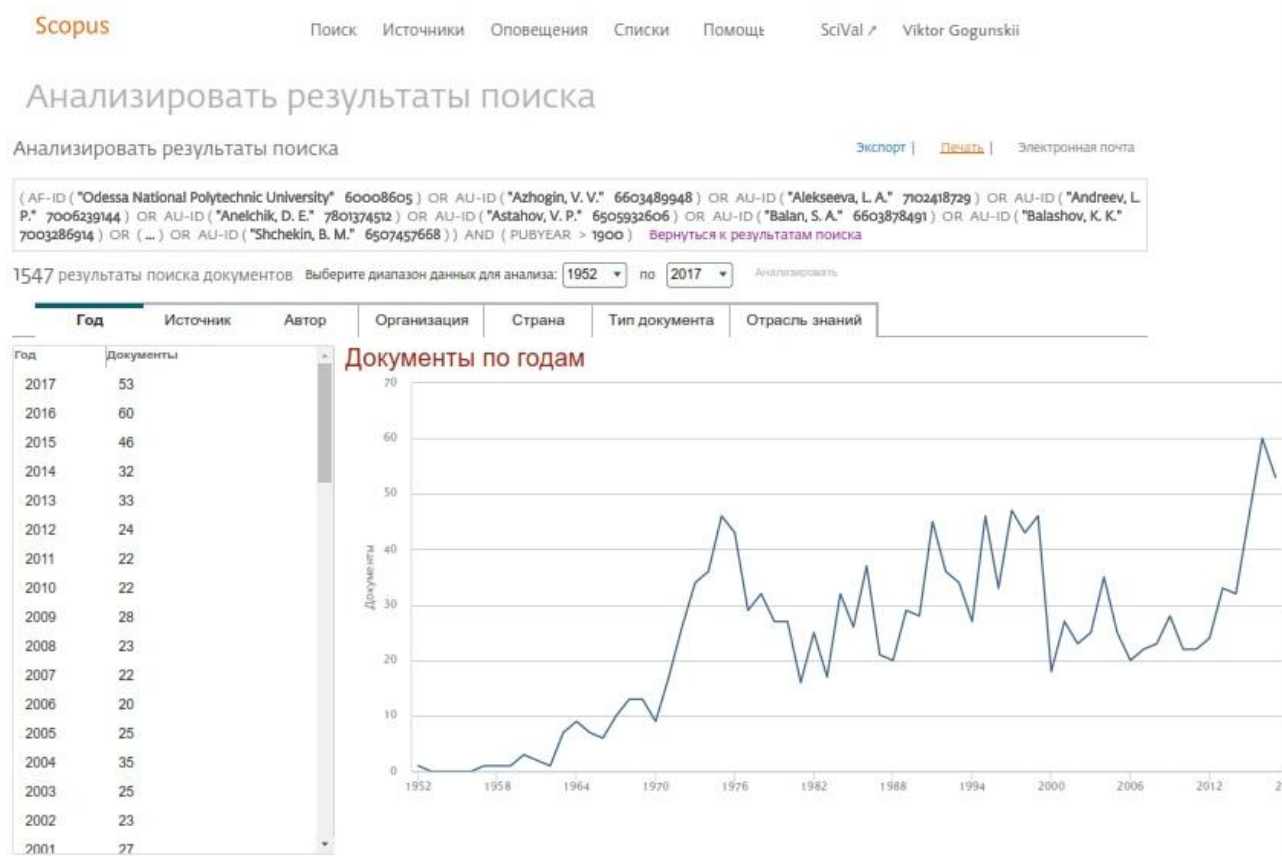 Scopus
Поиск Источники Оповещения Списки Помощь SciVal ↗ Viktor Gogunskii
Анализировать результаты поиска
Анализировать результаты поиска
Экспорт | Печать | Электронная почта
( AF-ID ( "Odessa National Polytechnic University" 60008605 ) OR AU-ID ( "Azhogin, V. V." 6603489948 ) OR AU-ID ( "Alekseeva, L. A." 7102418729 ) OR AU-ID ( "Andreev, L.
P." 7006239144 ) OR AU-ID ( "Anelchik, D. E." 7801374512 ) OR AU-ID ( "Astahov, V. P." 6505932606 ) OR AU-ID ( "Balan, S. A." 6603878491 ) OR AU-ID ( "Balashov, K. K."
7003286914 ) OR ( ... ) OR AU-ID ( "Shchekin, B. M." 6507457668 ) ) AND ( PUBYEAR > 1900 ) Вернуться к результатам поиска
1547 результаты поиска документов Выберите диапазон данных для анализа: 1952 по 2017 Анализировать
Год Источник Автор Организация Страна Тип документа Отрасль знаний
Год Документы
2017 53
2016 60
2015 46
2014 32
2013 33
2012 24
2011 22
2010 22
2009 28
2008 23
2007 22
2006 20
2005 25
2004 35
2003 25
2002 23
2001 27
Документы по годам
70
60
50
40
30
20
10
0
Документы
1952 1958 1964 1970 1976 1982 1988 1994 2000 2006 2012 2